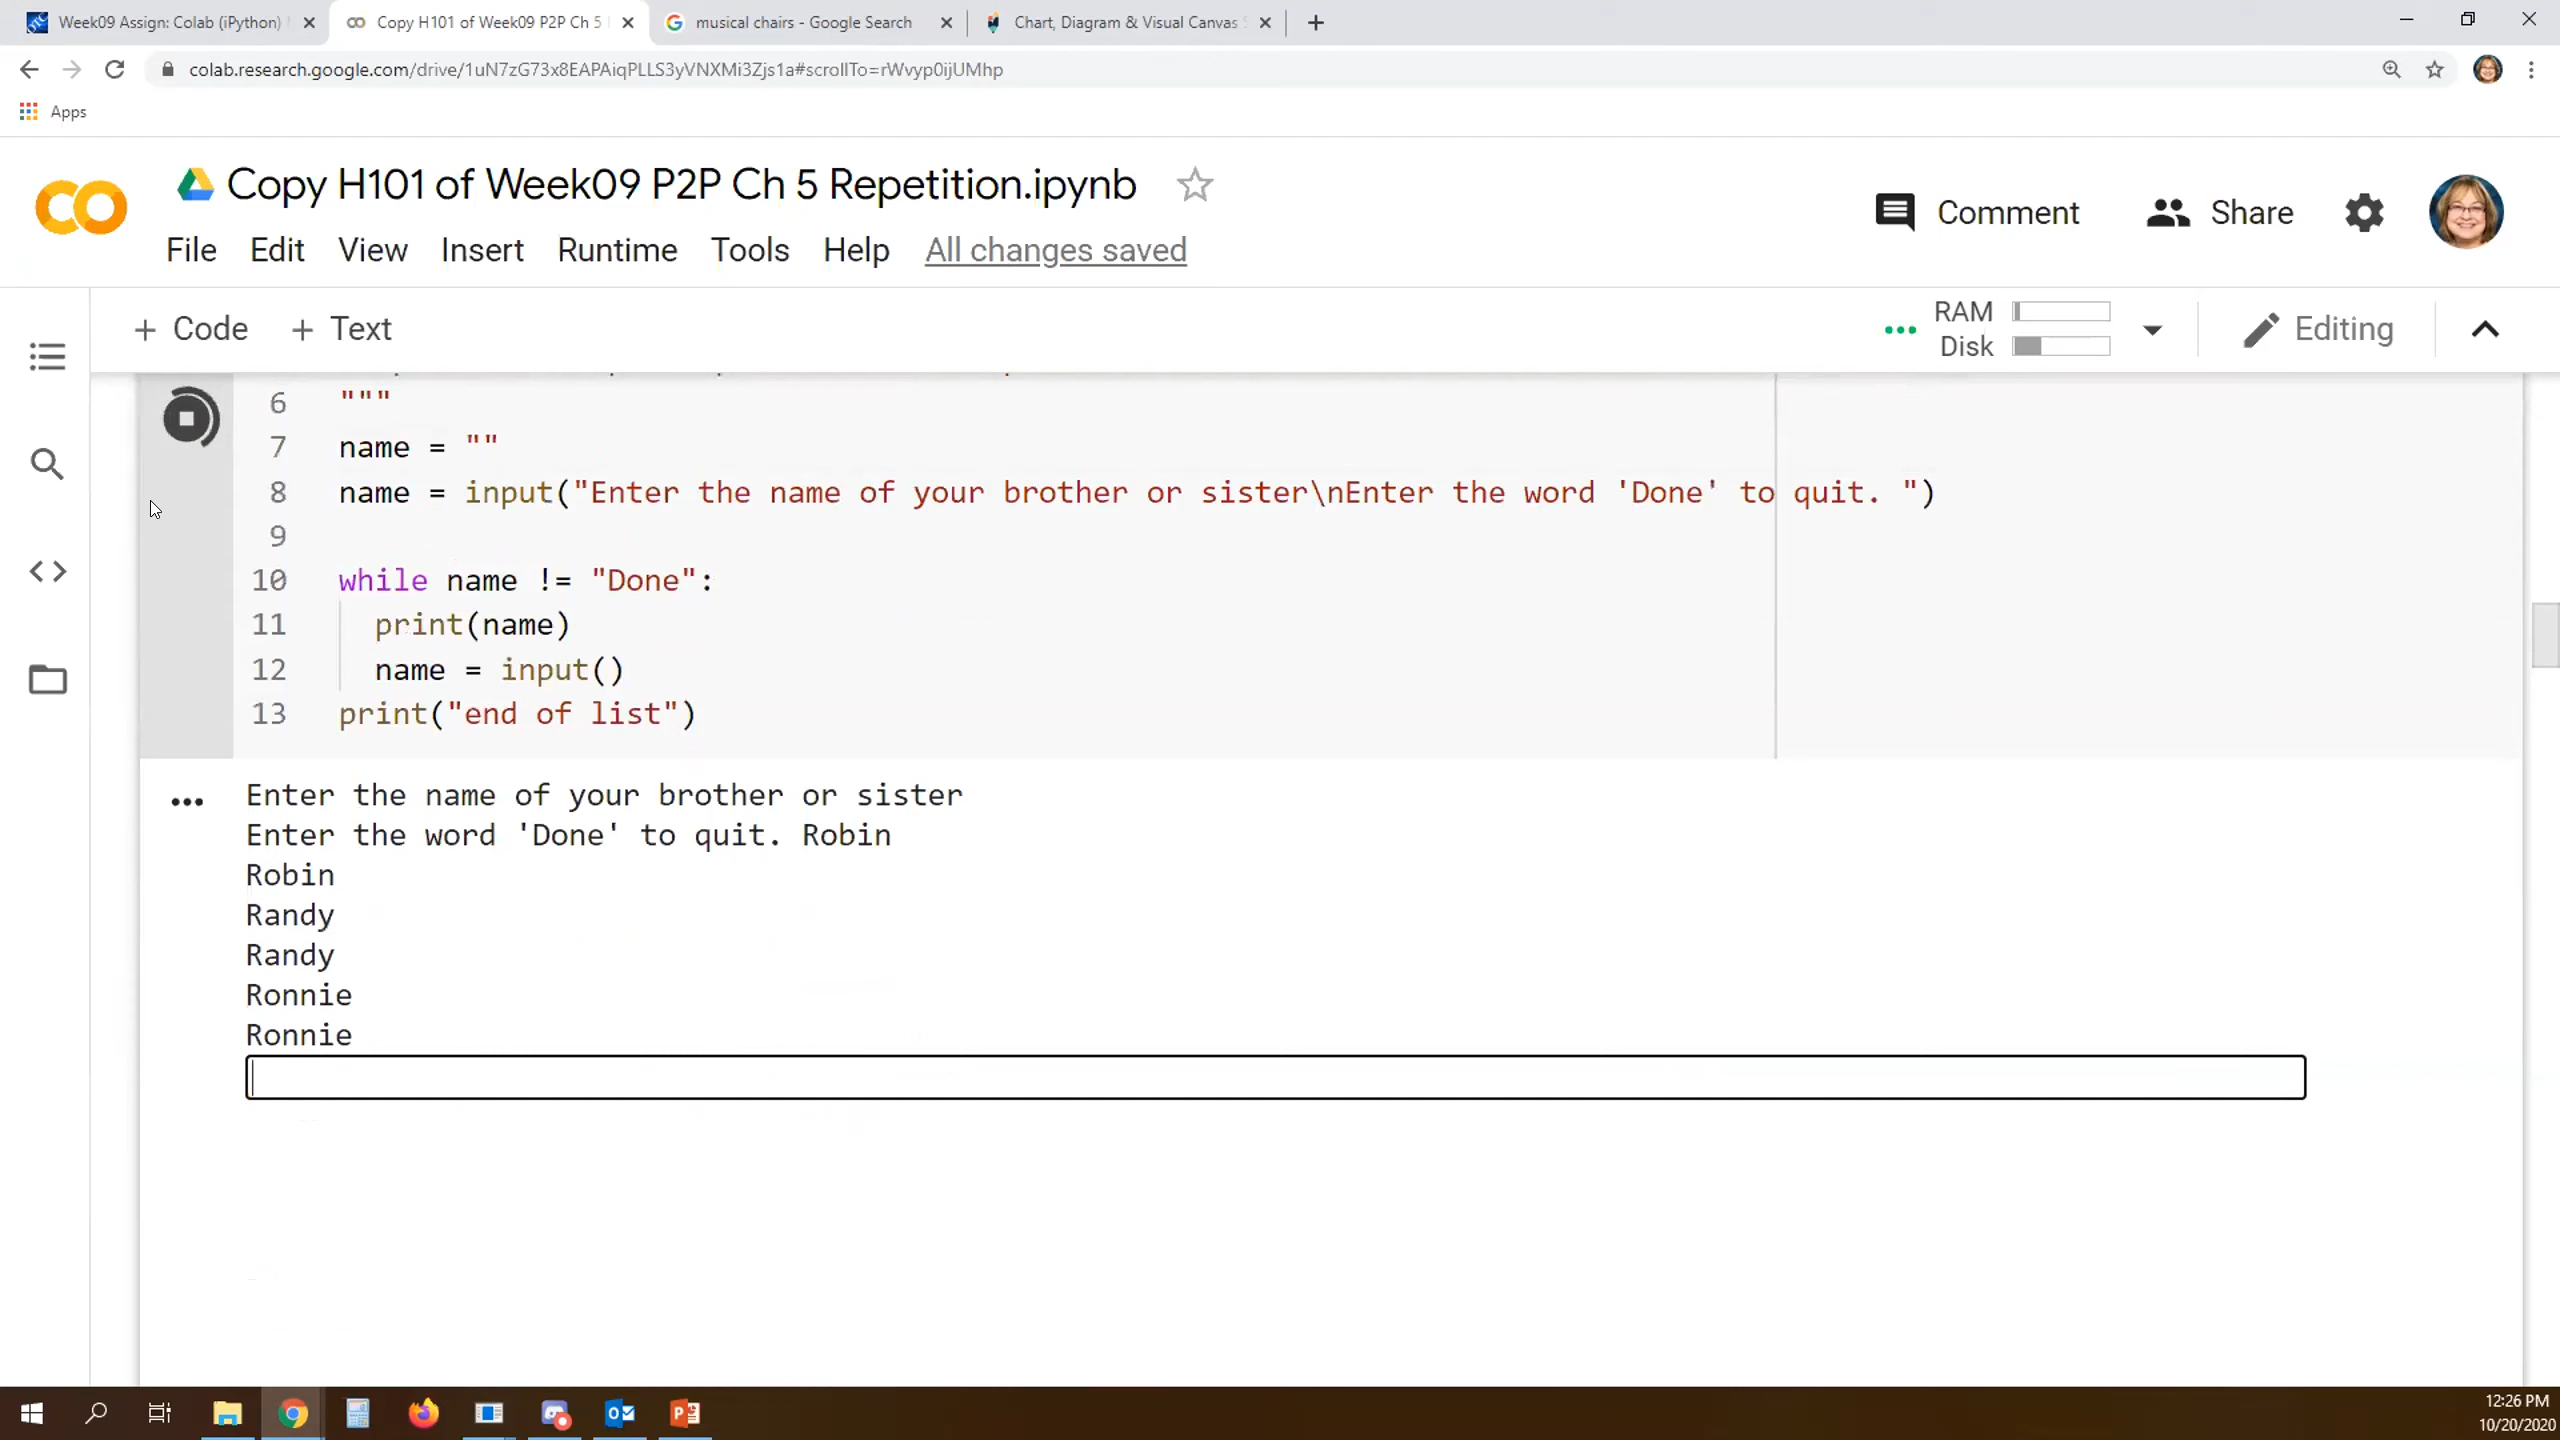 Week09 Assign: Colab (iPython)
Copy H101 of Week09 P2P Ch 5
musical chairs - Google Search
Chart, Diagram & Visual Canvas
colab.research.google.com/drive/1uN7zG73x8EAPAiqPLLS3yVNXMi3Zjs1a#scrollTo=rWvyp0ijUMhp
Apps
Copy H101 of Week09 P2P Ch 5 Repetition.ipynb
Comment
Share
File Edit View Insert Runtime Tools Help All changes saved
+ Code + Text
RAM
Disk
Editing
6 """
7 name = ""
8 name = input("Enter the name of your brother or sister\nEnter the word 'Done' to quit. ")
9
10 while name != "Done":
11 print(name)
12 name = input()
13 print("end of list")
Enter the name of your brother or sister
Enter the word 'Done' to quit. Robin
Robin
Randy
Randy
Ronnie
Ronnie
12:26 PM
10/20/2020